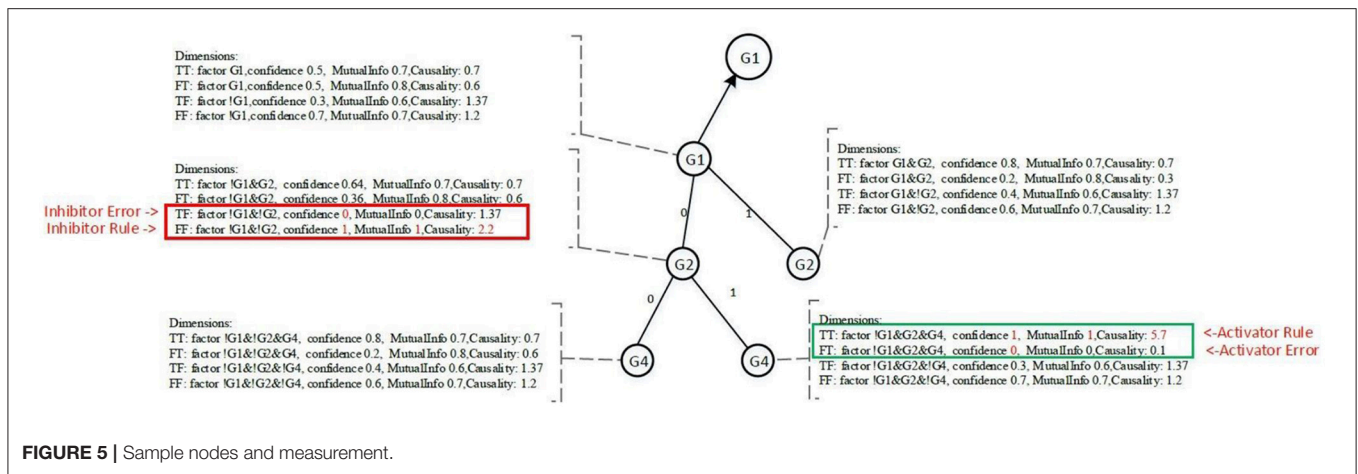 Dimensions:
TT: factor G1,confidence 0.5, MutualInfo 0.7,Causality: 0.7
FT: factor G1,confidence 0.5, MutualInfo 0.8,Causality: 0.6
TF: factor !G1,confidence 0.3, MutualInfo 0.6,Causality: 1.37
FF: factor !G1,confidence 0.7, MutualInfo 0.7,Causality: 1.2
G1
G1
Dimensions:
TT: factor G1&G2, confidence 0.8, MutualInfo 0.7,Causality: 0.7
FT: factor G1&G2, confidence 0.2, MutualInfo 0.8,Causality: 0.3
TF: factor G1&!G2, confidence 0.4, MutualInfo 0.6,Causality: 1.37
FF: factor G1&!G2, confidence 0.6, MutualInfo 0.7,Causality: 1.2
Dimensions:
TT: factor !G1&G2, confidence 0.64, MutualInfo 0.7,Causality: 0.7
FT: factor !G1&G2, confidence 0.36, MutualInfo 0.8,Causality: 0.6
Inhibitor Error -> TF: factor !G1&!G2, confidence 0, MutualInfo 0,Causality: 1.37
Inhibitor Rule -> FF: factor !G1&!G2, confidence 1, MutualInfo 1,Causality: 2.2
0
1
G2
G2
0
1
Dimensions:
TT: factor !G1&!G2&G4, confidence 0.8, MutualInfo 0.7,Causality: 0.7
FT: factor !G1&!G2&G4, confidence 0.2, MutualInfo 0.8,Causality: 0.6
TF: factor !G1&!G2&!G4, confidence 0.4, MutualInfo 0.6,Causality: 1.37
FF: factor !G1&!G2&!G4, confidence 0.6, MutualInfo 0.7,Causality: 1.2
G4
G4
Dimensions:
TT: factor !G1&G2&G4, confidence 1, MutualInfo 1,Causality: 5.7 <-Activator Rule
FT: factor !G1&G2&G4, confidence 0, MutualInfo 0,Causality: 0.1 <-Activator Error
TF: factor !G1&G2&!G4, confidence 0.3, MutualInfo 0.6,Causality: 1.37
FF: factor !G1&G2&!G4, confidence 0.7, MutualInfo 0.7,Causality: 1.2
FIGURE 5 | Sample nodes and measurement.